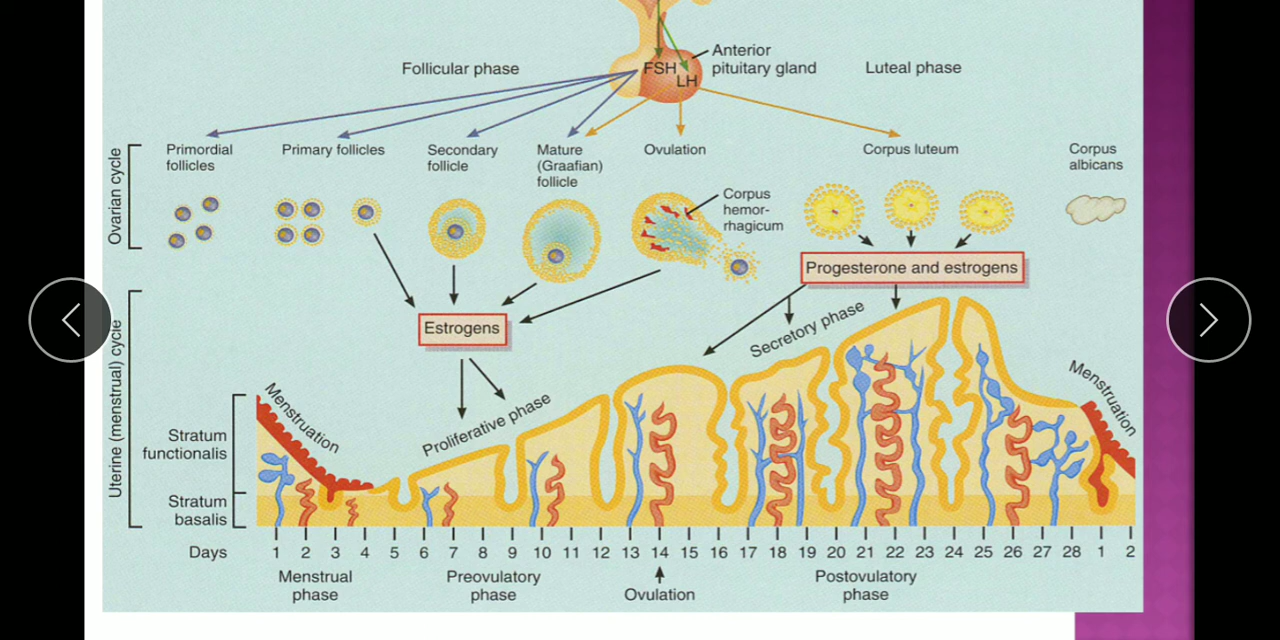 Anterior
pituitary gland
FSH
LH
Follicular phase
Luteal phase
Primordial
follicles
Primary follicles
Secondary
follicle
Mature
(Graafian)
follicle
Ovulation
Corpus luteum
Corpus
albicans
Ovarian cycle
Corpus
hemor-
rhagicum
Progesterone and estrogens
Estrogens
Uterine (menstrual) cycle
Menstruation
Proliferative phase
Secretory phase
Menstruation
Stratum
functionalis
Stratum
basalis
Days 1 2 3 4 5 6 7 8 9 10 11 12 13 14 15 16 17 18 19 20 21 22 23 24 25 26 27 28 1 2
Menstrual
phase
Preovulatory
phase
Ovulation
Postovulatory
phase